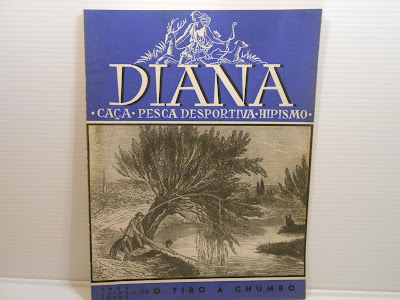 DIANA
· CAÇA · PESCA DESPORTIVA · HIPISMO ·
O TIRO A CHUMBO